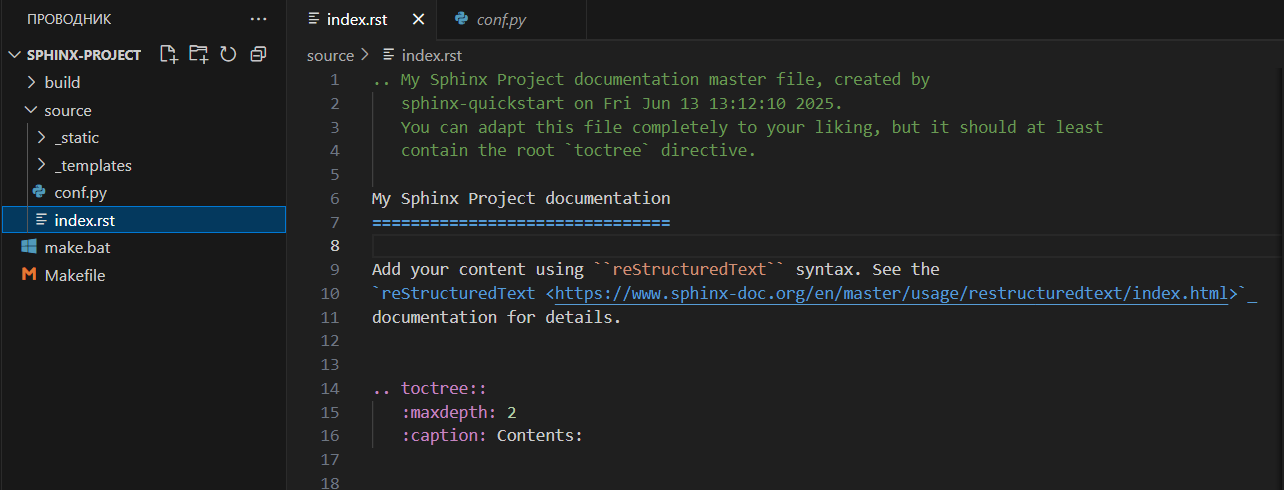 ПРОВОДНИК
SPHINX-PROJECT
build
source
_static
_templates
conf.py
index.rst
make.bat
Makefile
index.rst
conf.py
source > index.rst
1 .. My Sphinx Project documentation master file, created by
2 sphinx-quickstart on Fri Jun 13 13:12:10 2025.
3 You can adapt this file completely to your liking, but it should at least
4 contain the root `toctree` directive.
5
6 My Sphinx Project documentation
7 ===============================
8
9 Add your content using ``reStructuredText`` syntax. See the
10 `reStructuredText <https://www.sphinx-doc.org/en/master/usage/restructuredtext/index.html>`_
11 documentation for details.
12
13
14 .. toctree::
15 :maxdepth: 2
16 :caption: Contents:
17
18